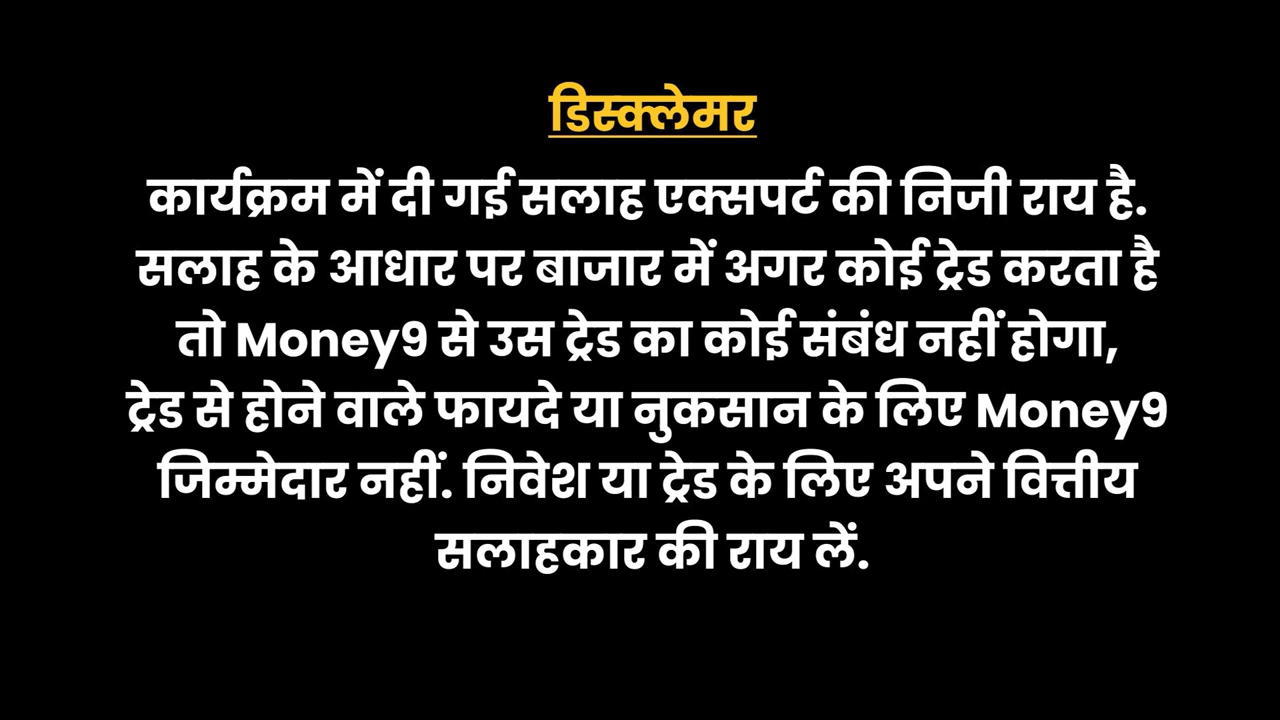 डिस्क्लेमर
कार्यक्रम में दी गई सलाह एक्सपर्ट की निजी राय है.
सलाह के आधार पर बाजार में अगर कोई ट्रेड करता है
तो Money9 से उस ट्रेड का कोई संबंध नहीं होगा,
ट्रेड से होने वाले फायदे या नुकसान के लिए Money9
जिम्मेदार नहीं. निवेश या ट्रेड के लिए अपने वित्तीय
सलाहकार की राय लें.